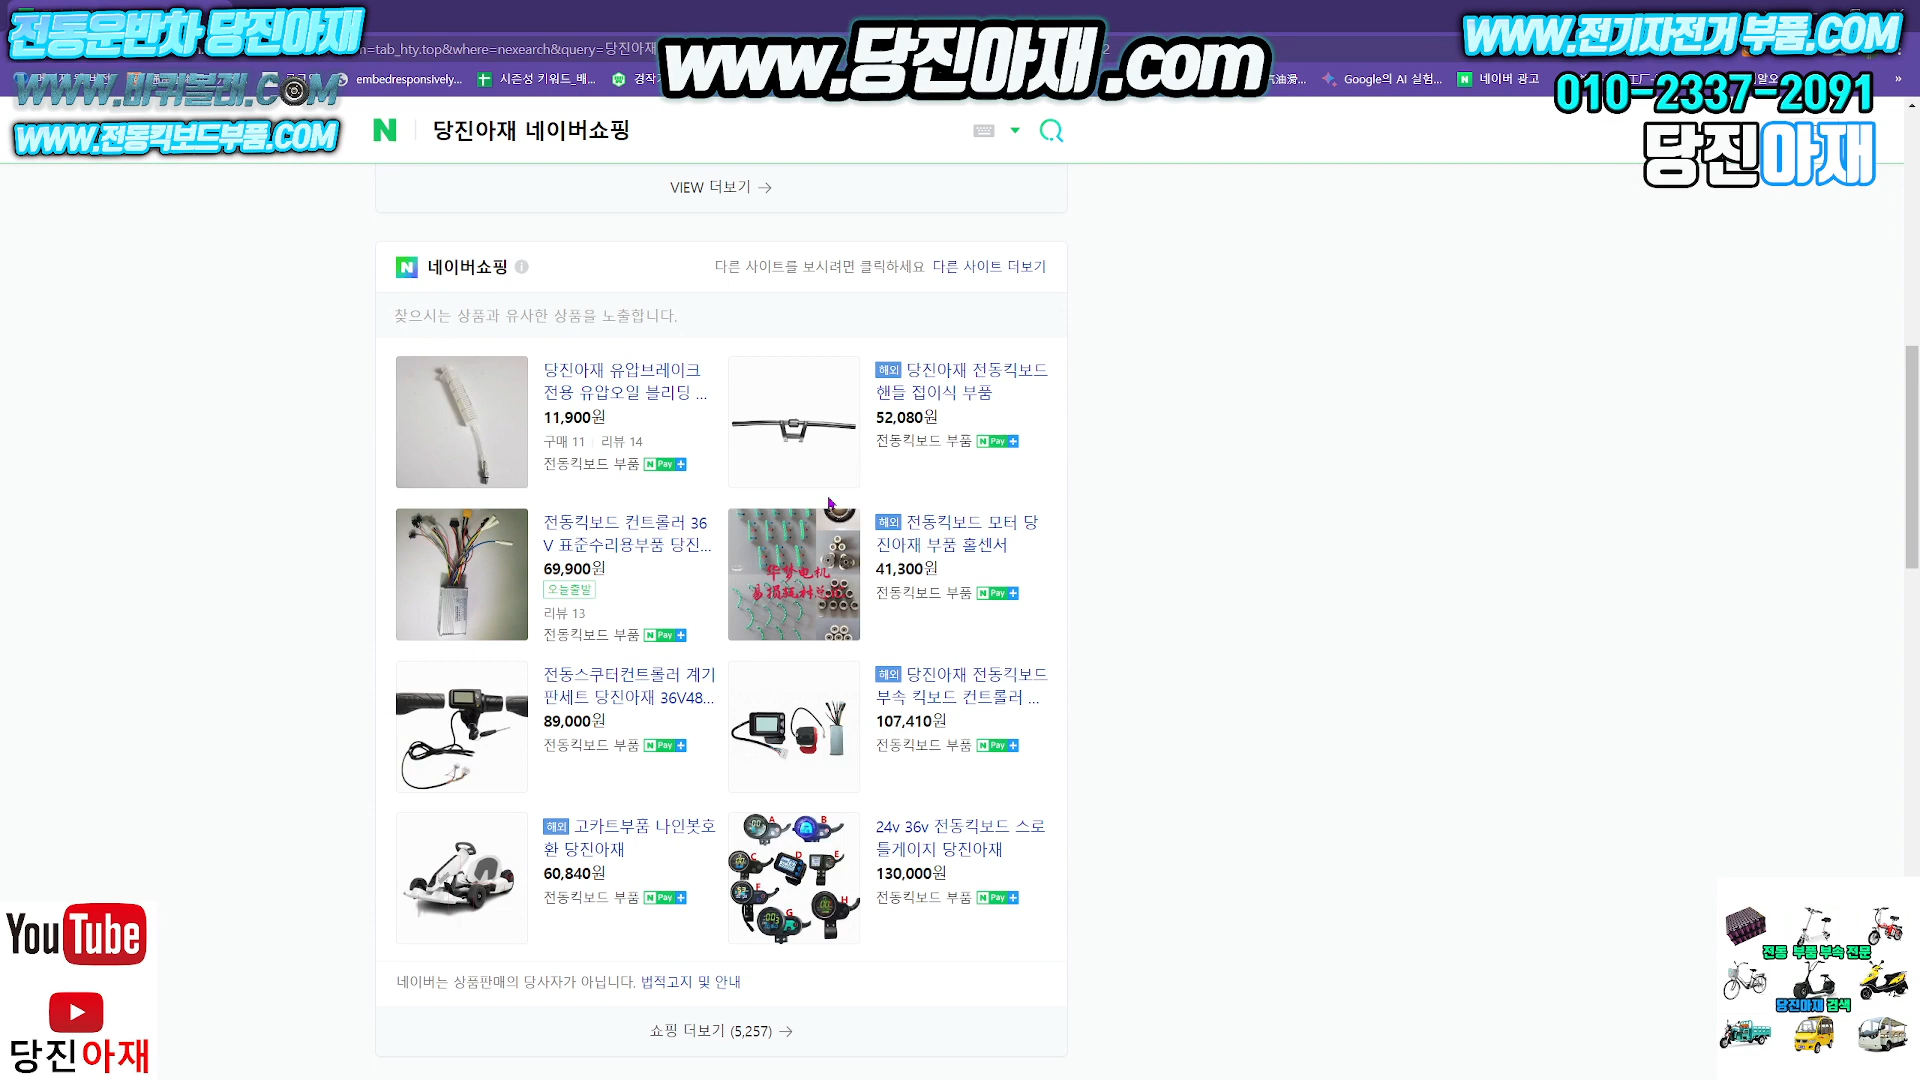 전동운반차 당진아재
www.바퀴볼래.COM
www.전동킥보드부품.COM
www.당진아재.com
www.전기자전거 부품.COM
010-2337-2091
당진아재
n=tab_hty.top&where=nexearch&query=당진아재
embedresponsively...
시즌성 키워드_배...
Google의 AI 실험...
네이버 광고
»
N 당진아재 네이버쇼핑
VIEW 더보기 →
N 네이버쇼핑
다른 사이트를 보시려면 클릭하세요 다른 사이트 더보기
찾으시는 상품과 유사한 상품을 노출합니다.
당진아재 유압브레이크
전용 유압오일 블리딩 ...
11,900원
구매 11 리뷰 14
전동킥보드 부품 N Pay +
해외 당진아재 전동킥보드
핸들 접이식 부품
52,080원
전동킥보드 부품 N Pay +
전동킥보드 컨트롤러 36
V 표준수리용부품 당진...
69,900원
오늘출발
리뷰 13
전동킥보드 부품 N Pay +
华梦电机
해외 전동킥보드 모터 당
진아재 부품 홀센서
41,300원
전동킥보드 부품 N Pay +
전동스쿠터컨트롤러 계기
판세트 당진아재 36V48...
89,000원
전동킥보드 부품 N Pay +
해외 당진아재 전동킥보드
부속 킥보드 컨트롤러 ...
107,410원
전동킥보드 부품 N Pay +
해외 고카트부품 나인봇호
환 당진아재
60,840원
전동킥보드 부품 N Pay +
A B
C D E
F
G H
24v 36v 전동킥보드 스로
틀게이지 당진아재
130,000원
전동킥보드 부품 N Pay +
네이버는 상품판매의 당사자가 아닙니다. 법적고지 및 안내
쇼핑 더보기 (5,257) →
YouTube
당진아재
전동 부품 부속 전문
당진아재 검색